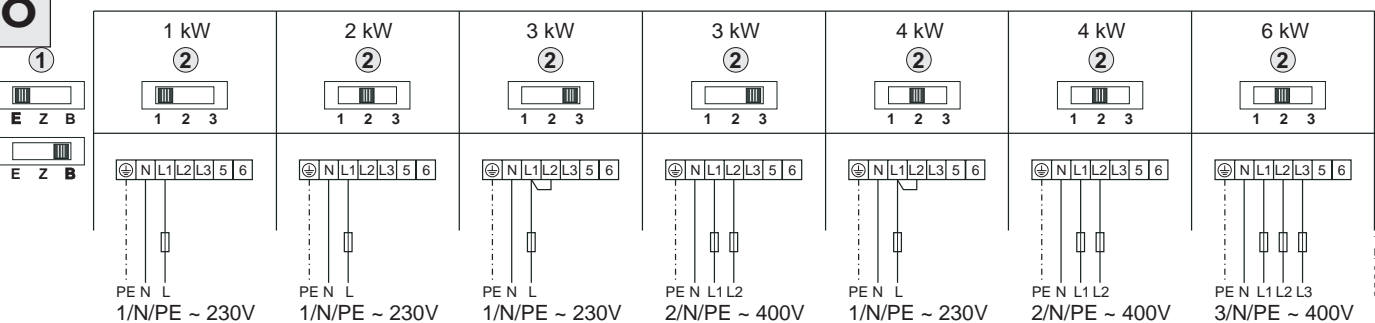 8
1 kW 2 kW 3 kW 3 kW 4 kW 4 kW 6 kW
1 2 2 2 2 2 2 2
E Z B 1 2 3 1 2 3 1 2 3 1 2 3 1 2 3 1 2 3 1 2 3
E Z B N L1 L2 L3 5 6 N L1 L2 L3 5 6 N L1 L2 L3 5 6 N L1 L2 L3 5 6 N L1 L2 L3 5 6 N L1 L2 L3 5 6 N L1 L2 L3 5 6
PE N L PE N L PE N L PE N L1 L2 PE N L PE N L1 L2 PE N L1 L2 L3
1/N/PE ~ 230V 1/N/PE ~ 230V 1/N/PE ~ 230V 2/N/PE ~ 400V 1/N/PE ~ 230V 2/N/PE ~ 400V 3/N/PE ~ 400V